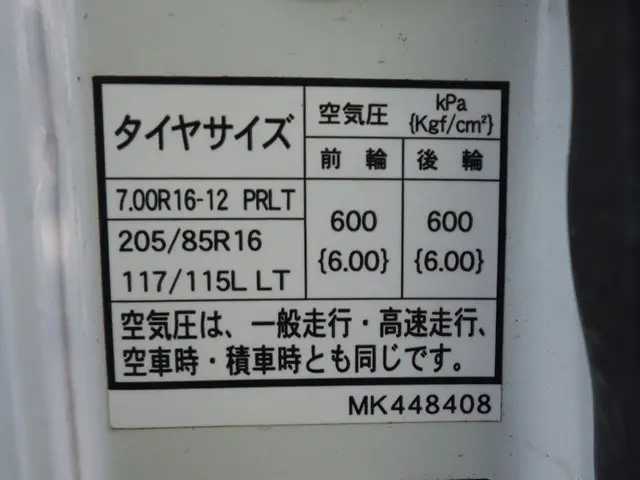 タイヤサイズ
空気圧 kPa {Kgf/cm²}
前輪 後輪
7.00R16-12 PRLT
205/85R16
117/115L LT
600 600
{6.00} {6.00}
空気圧は、一般走行・高速走行、
空車時・積車時とも同じです。
MK448408